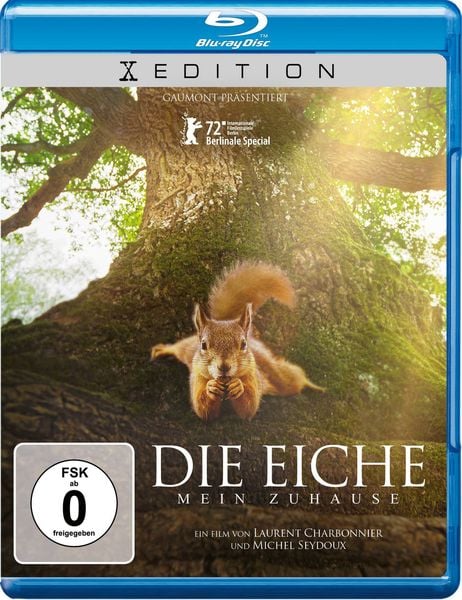 Blu-ray Disc™
X EDITION
GAUMONT PRÄSENTIERT
72. Internationale
Filmfestspiele
Berlin
Berlinale Special
DIE EICHE
MEIN ZUHAUSE
EIN FILM VON LAURENT CHARBONNIER
UND MICHEL SEYDOUX
FSK
ab
0
freigegeben